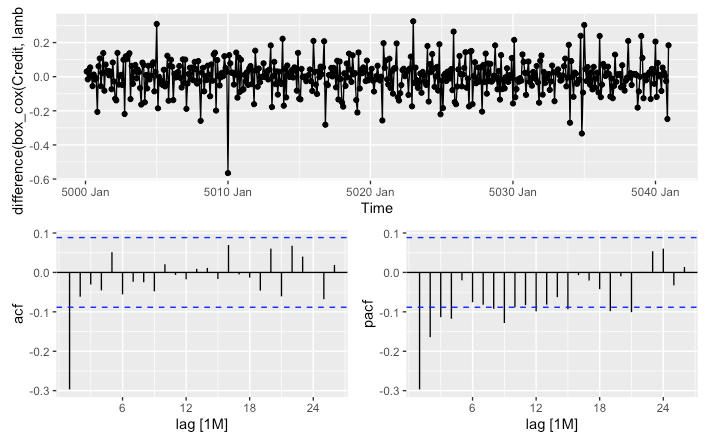 difference(box_cox(Credit, lamb
0.2
0.0
-0.2
-0.4
-0.6
5000 Jan 5010 Jan 5020 Jan 5030 Jan 5040 Jan
Time
acf
0.1
0.0
-0.1
-0.2
-0.3
6 12 18 24
lag [1M]
pacf
0.1
0.0
-0.1
-0.2
-0.3
6 12 18 24
lag [1M]